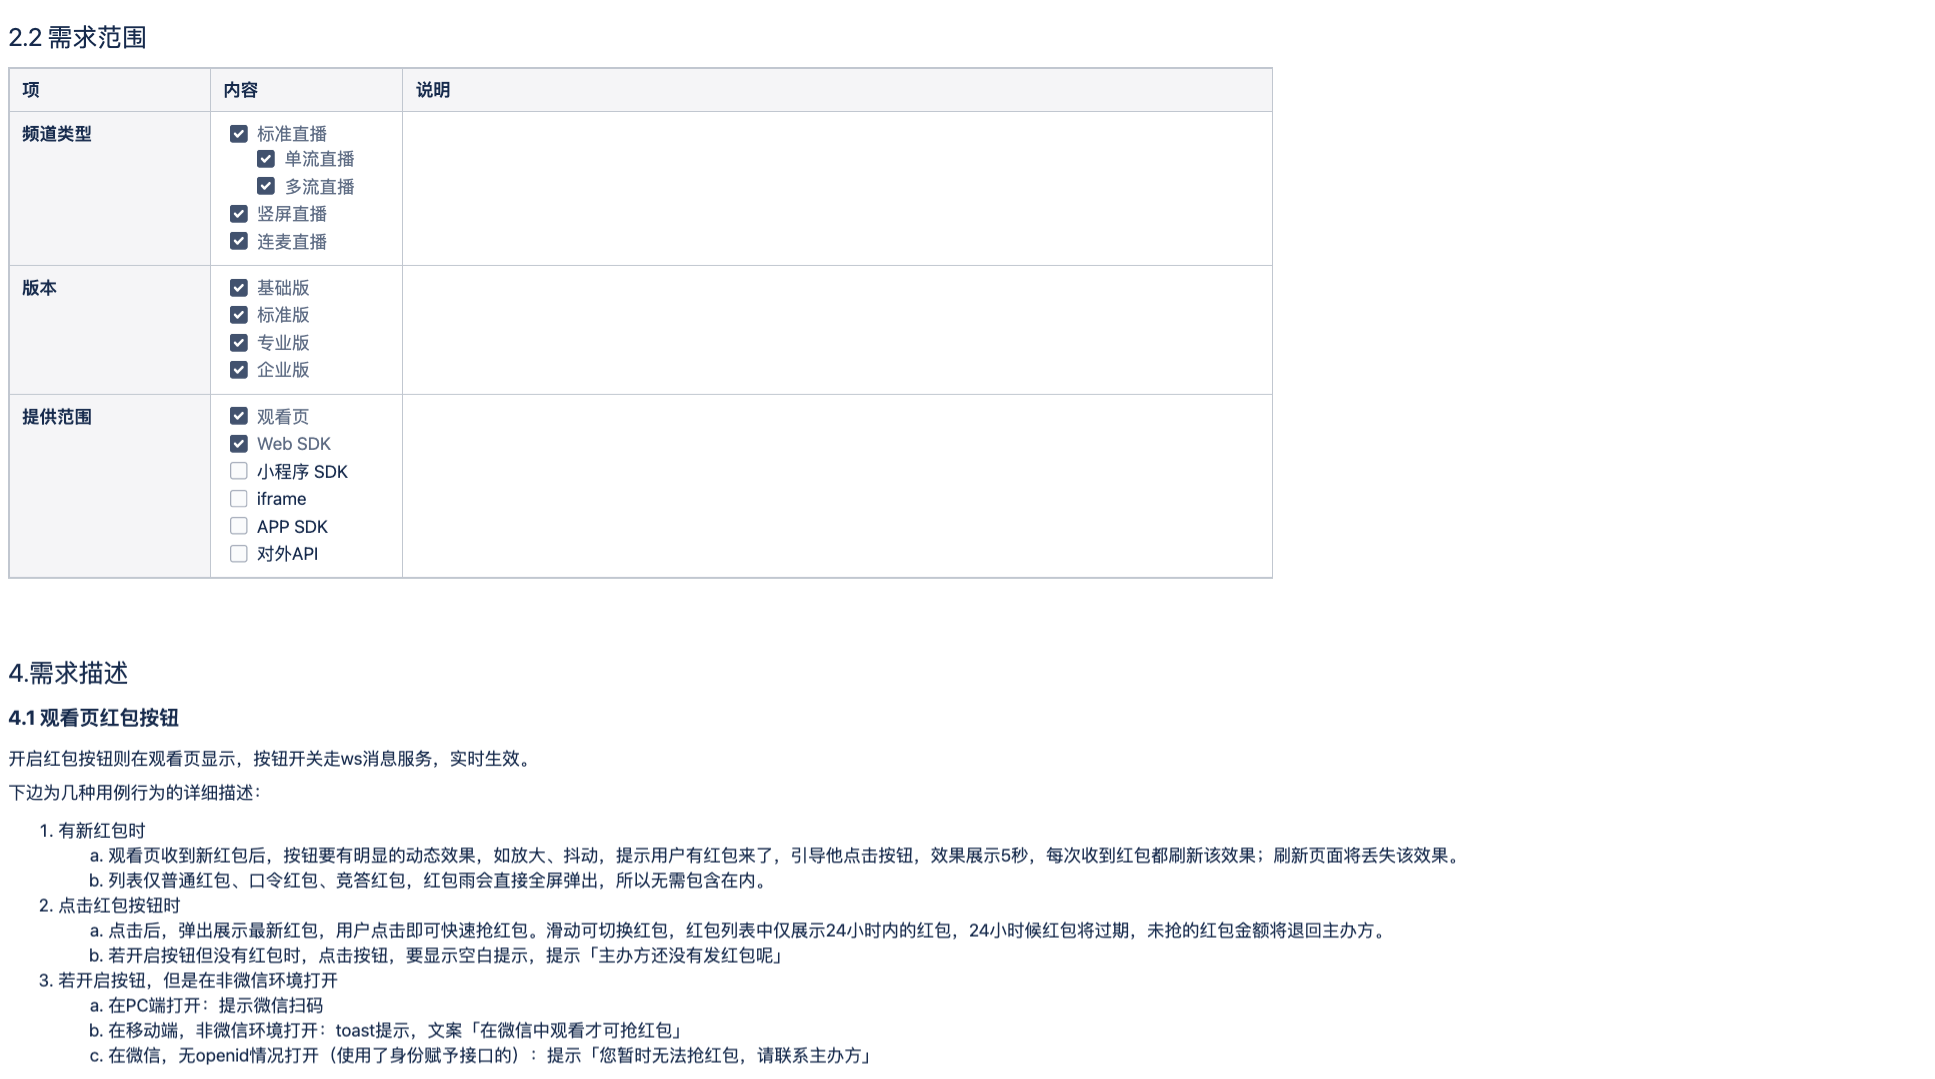 2.2 需求范围
项 内容 说明
频道类型
标准直播
单流直播
多流直播
竖屏直播
连麦直播
版本
基础版
标准版
专业版
企业版
提供范围
观看页
Web SDK
小程序 SDK
iframe
APP SDK
对外API
4.需求描述
4.1 观看页红包按钮
开启红包按钮则在观看页显示，按钮开关走ws消息服务，实时生效。
下边为几种用例行为的详细描述：
1. 有新红包时
a. 观看页收到新红包后，按钮要有明显的动态效果，如放大、抖动，提示用户有红包来了，引导他点击按钮，效果展示5秒，每次收到红包都刷新该效果；刷新页面将丢失该效果。
b. 列表仅普通红包、口令红包、竞答红包，红包雨会直接全屏弹出，所以无需包含在内。
2. 点击红包按钮时
a. 点击后，弹出展示最新红包，用户点击即可快速抢红包。滑动可切换红包，红包列表中仅展示24小时内的红包，24小时候红包将过期，未抢的红包金额将退回主办方。
b. 若开启按钮但没有红包时，点击按钮，要显示空白提示，提示「主办方还没有发红包呢」
3. 若开启按钮，但是在非微信环境打开
a. 在PC端打开：提示微信扫码
b. 在移动端，非微信环境打开：toast提示，文案「在微信中观看才可抢红包」
c. 在微信，无openid情况打开（使用了身份赋予接口的）：提示「您暂时无法抢红包，请联系主办方」